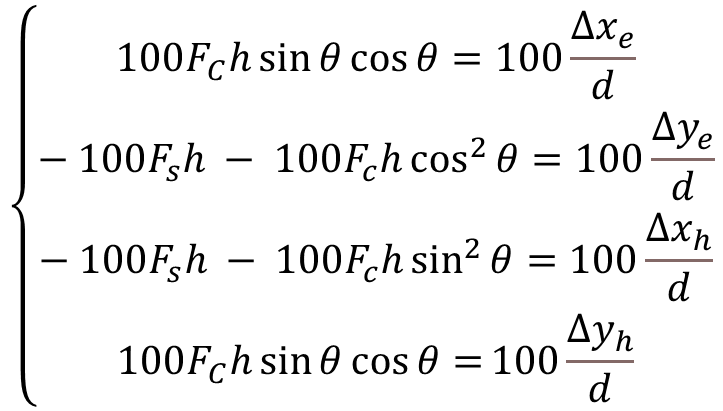 100F_C h sin θ cos θ = 100 Δx_e/d
− 100F_s h − 100F_c h cos² θ = 100 Δy_e/d
− 100F_s h − 100F_c h sin² θ = 100 Δx_h/d
100F_C h sin θ cos θ = 100 Δy_h/d